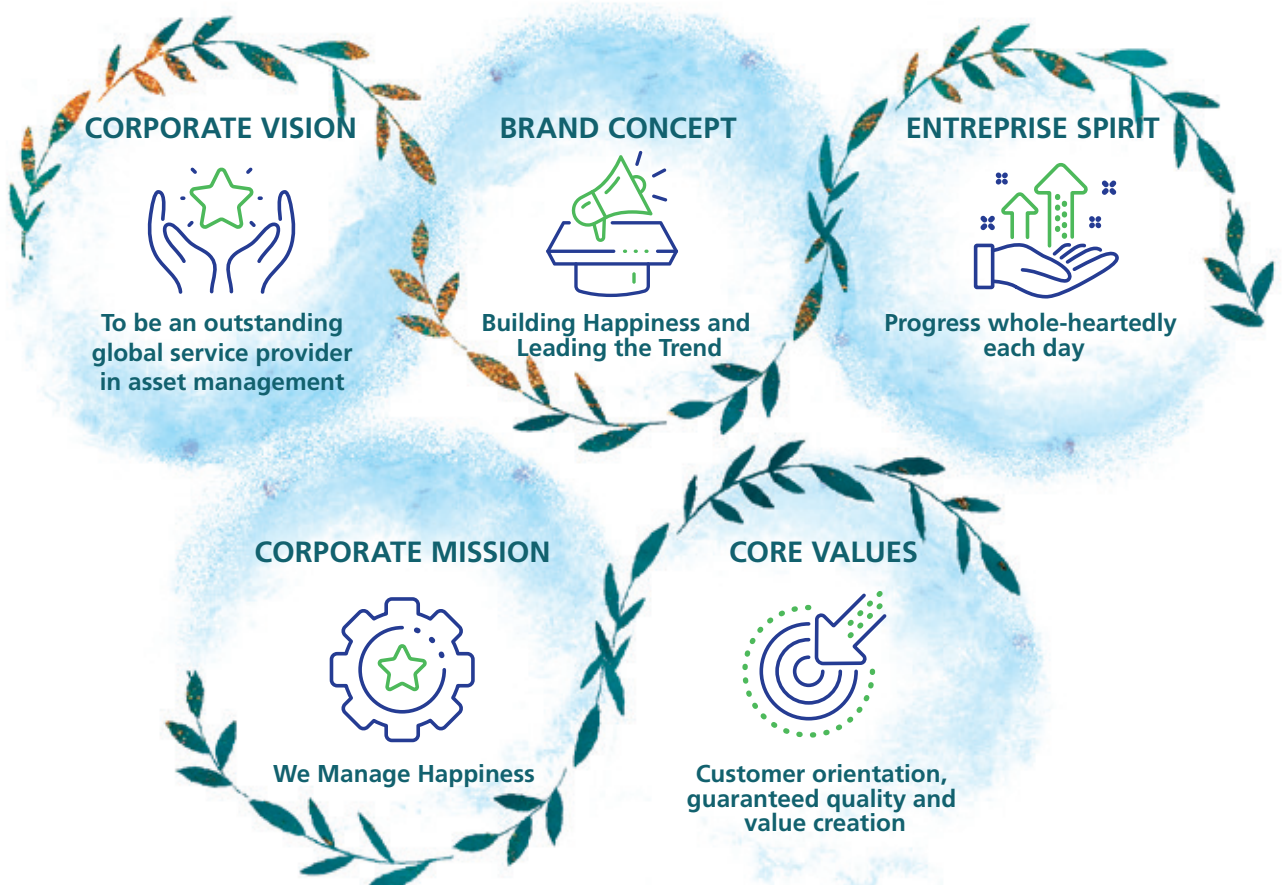 CORPORATE VISION
To be an outstanding
global service provider
in asset management
BRAND CONCEPT
Building Happiness and
Leading the Trend
ENTREPRISE SPIRIT
Progress whole-heartedly
each day
CORPORATE MISSION
We Manage Happiness
CORE VALUES
Customer orientation,
guaranteed quality and
value creation